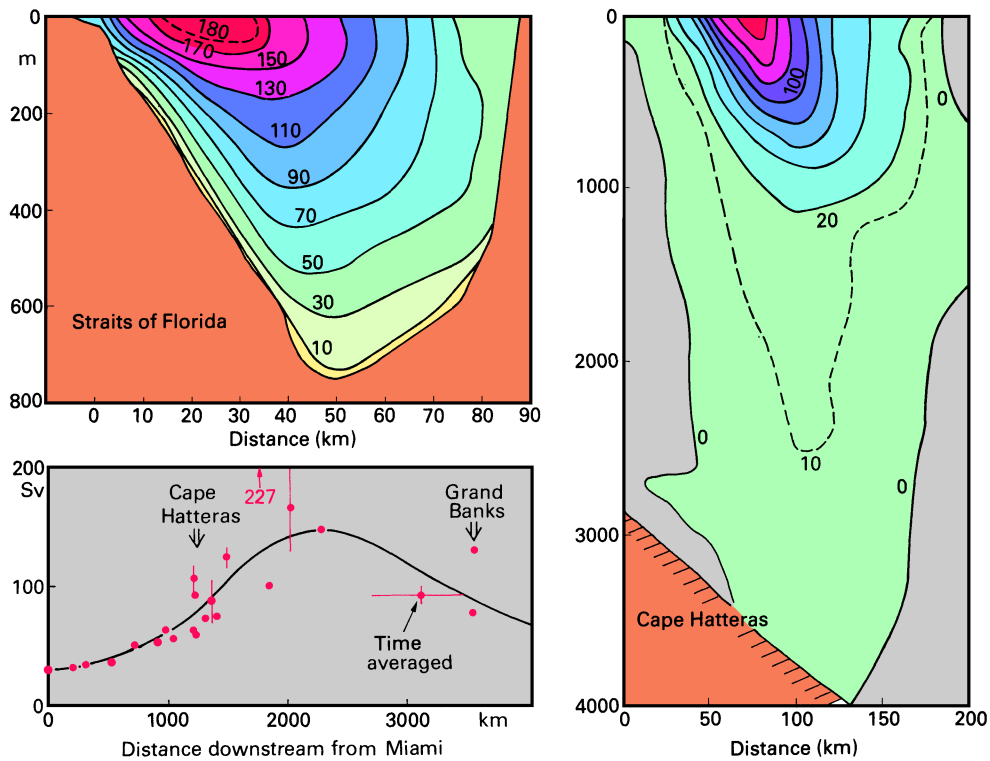 0
m
200
400
600
800
180
170
150
130
110
90
70
50
30
10
Straits of Florida
0 10 20 30 40 50 60 70 80 90
Distance (km)
200
Sv
100
0
Cape
Hatteras
227
Grand
Banks
Time
averaged
0 1000 2000 3000 km
Distance downstream from Miami
0
1000
2000
3000
4000
100
0
20
0
10
0
Cape Hatteras
0 50 100 150 200
Distance (km)